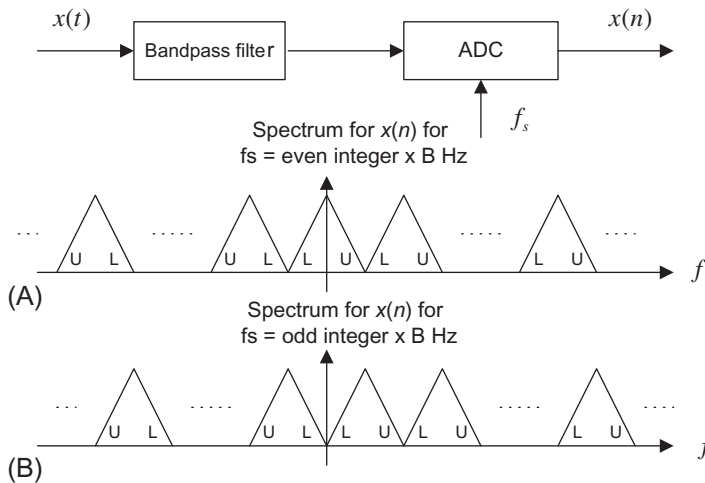 x(t)
Bandpass filter
ADC
x(n)
f_s
Spectrum for x(n) for
fs = even integer x B Hz
..... U L ..... U L L U L U ..... L U .....
f
(A)
Spectrum for x(n) for
fs = odd integer x B Hz
... U L ..... U L L U L U ..... L U ...
f
(B)